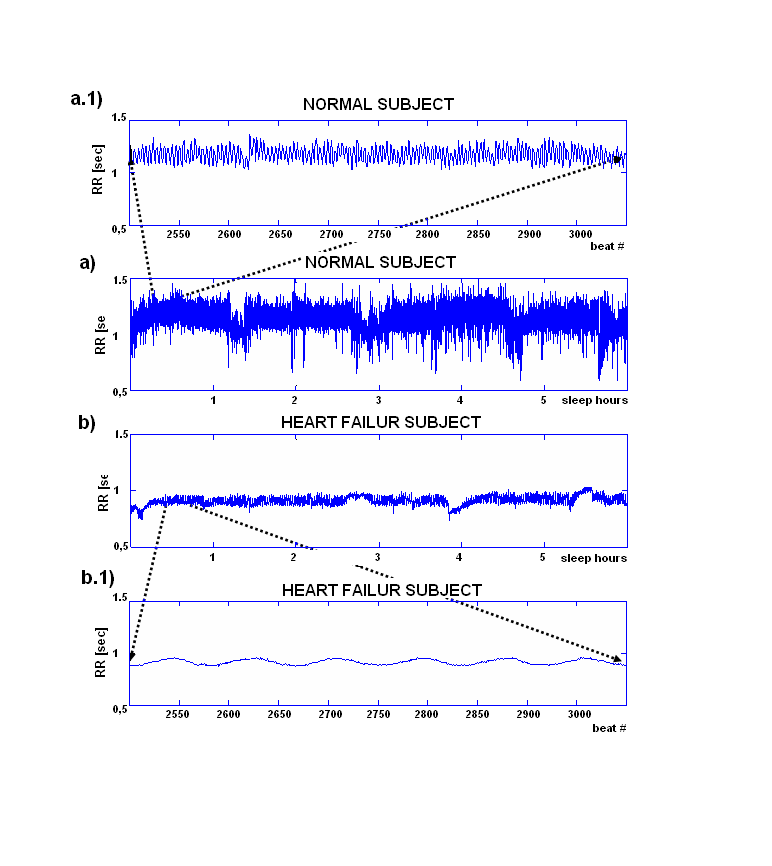 a.1)
NORMAL SUBJECT
1.5
1
0,5
RR [sec]
2550 2600 2650 2700 2750 2800 2850 2900 3000
beat #
a)
NORMAL SUBJECT
1.5
1
0,5
RR [se
1 2 3 4 5 sleep hours
b)
HEART FAILUR SUBJECT
1.5
1
0,5
RR [se
1 2 3 4 5 sleep hours
b.1)
HEART FAILUR SUBJECT
1.5
1
0,5
RR [sec]
2550 2600 2650 2700 2750 2800 2850 2900 3000
beat #